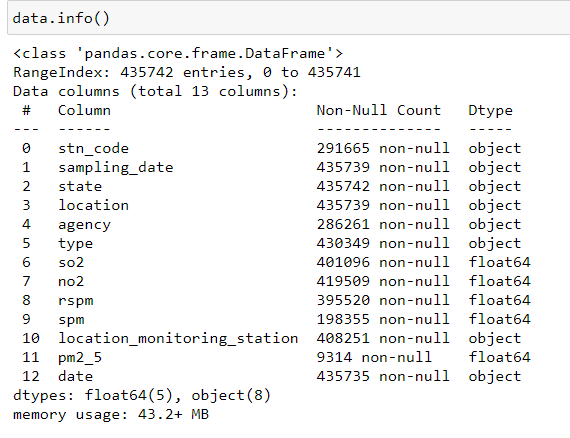 data.info()
<class 'pandas.core.frame.DataFrame'>
RangeIndex: 435742 entries, 0 to 435741
Data columns (total 13 columns):
 #   Column                       Non-Null Count   Dtype
---  ------                       --------------   -----
 0   stn_code                     291665 non-null  object
 1   sampling_date                435739 non-null  object
 2   state                        435742 non-null  object
 3   location                     435739 non-null  object
 4   agency                       286261 non-null  object
 5   type                         430349 non-null  object
 6   so2                          401096 non-null  float64
 7   no2                          419509 non-null  float64
 8   rspm                         395520 non-null  float64
 9   spm                          198355 non-null  float64
 10  location_monitoring_station  408251 non-null  object
 11  pm2_5                        9314 non-null    float64
 12  date                         435735 non-null  object
dtypes: float64(5), object(8)
memory usage: 43.2+ MB